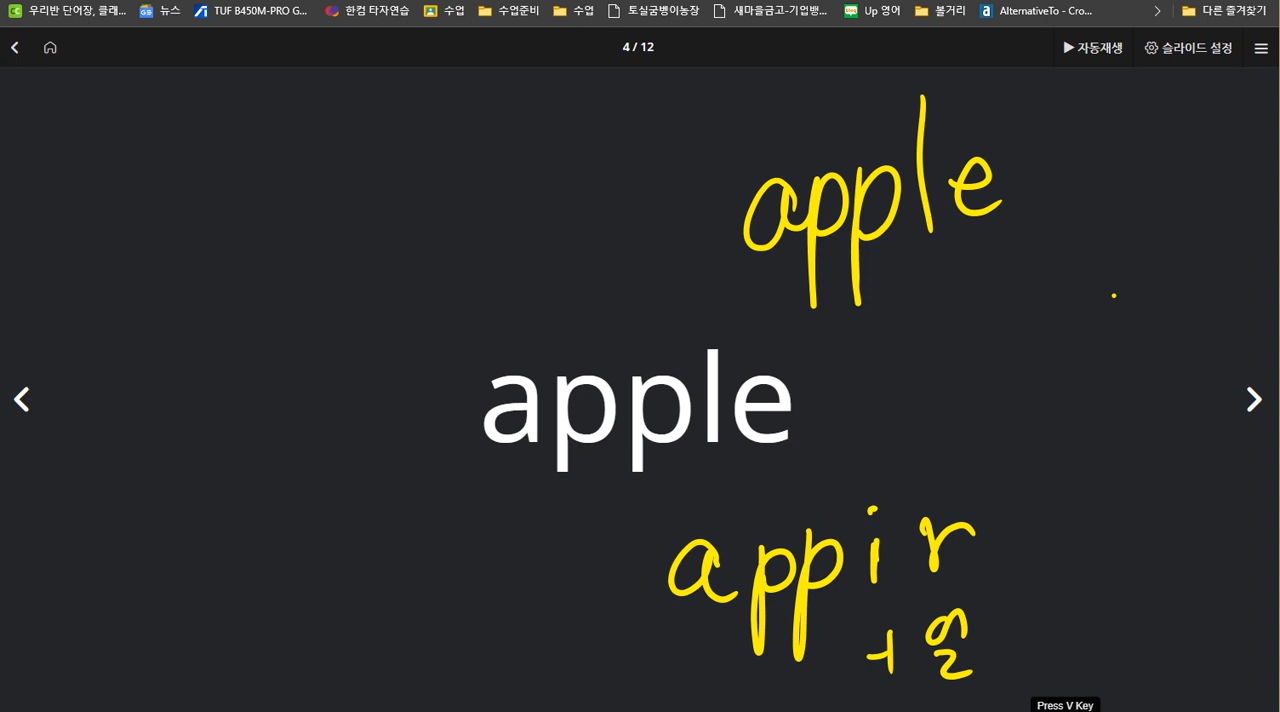 우리반 단어장, 클래... 뉴스 TUF B450M-PRO G... 한컴 타자연습 수업 수업준비 수업 토실굼벵이농장 새마을금고-기업뱅... Up 영어 볼거리 AlternativeTo - Cro... 다른 즐겨찾기
4 / 12 자동재생 슬라이드 설정
apple
apple
appir
Press V Key